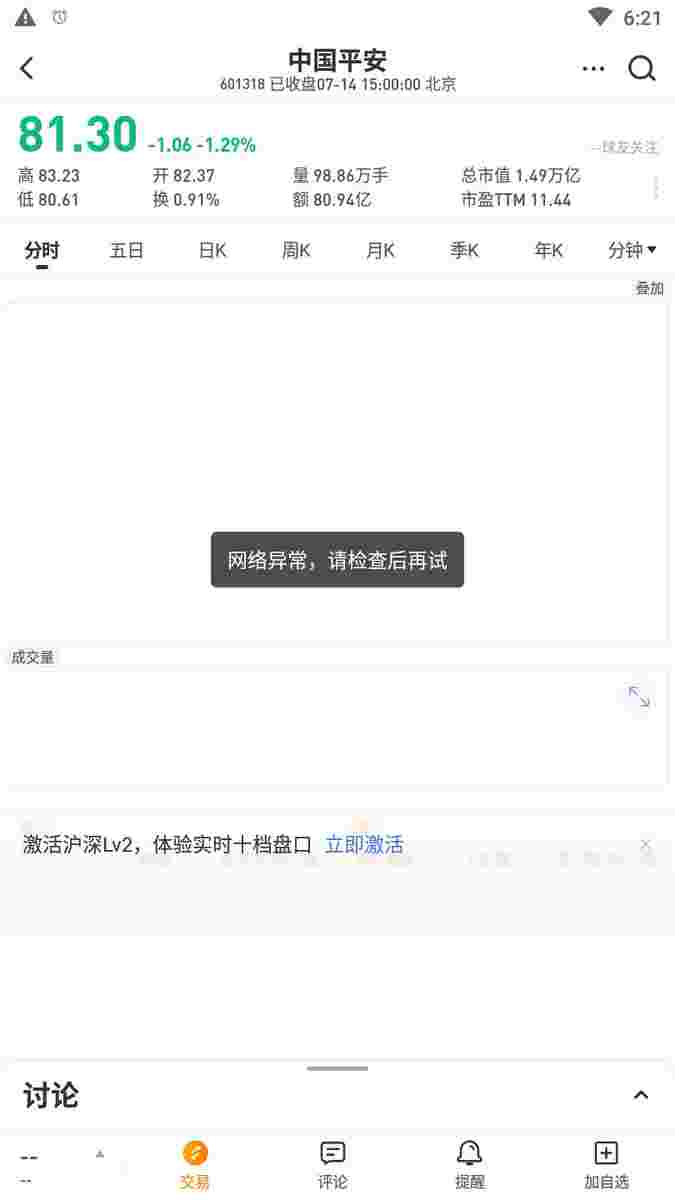 6:21
中国平安
601318 已收盘07-14 15:00:00 北京
81.30 -1.06 -1.29%
--球友关注
高 83.23 开 82.37 量 98.86万手 总市值 1.49万亿
低 80.61 换 0.91% 额 80.94亿 市盈TTM 11.44
分时 五日 日K 周K 月K 季K 年K 分钟
叠加
网络异常，请检查后再试
成交量
激活沪深Lv2，体验实时十档盘口 立即激活
讨论
--
--
交易 评论 提醒 加自选